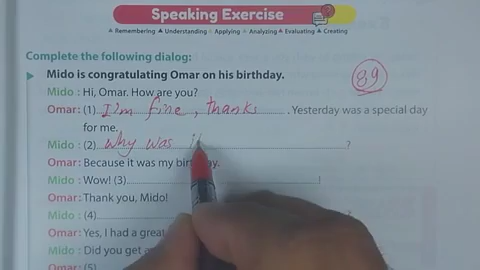 Speaking Exercise
▲ Remembering ▲ Understanding ▲ Applying ▲ Analyzing ▲ Evaluating ▲ Creating
Complete the following dialog:
Mido is congratulating Omar on his birthday.
89
Mido : Hi, Omar. How are you?
Omar: (1) I'm fine, thanks. Yesterday was a special day
for me.
Mido : (2) Why was ?
Omar: Because it was my
Mido : Wow! (3) !
Omar: Thank you, Mido!
Mido : (4)
Omar: Yes, I had a great
Mido : Did you get
Omar: (5)